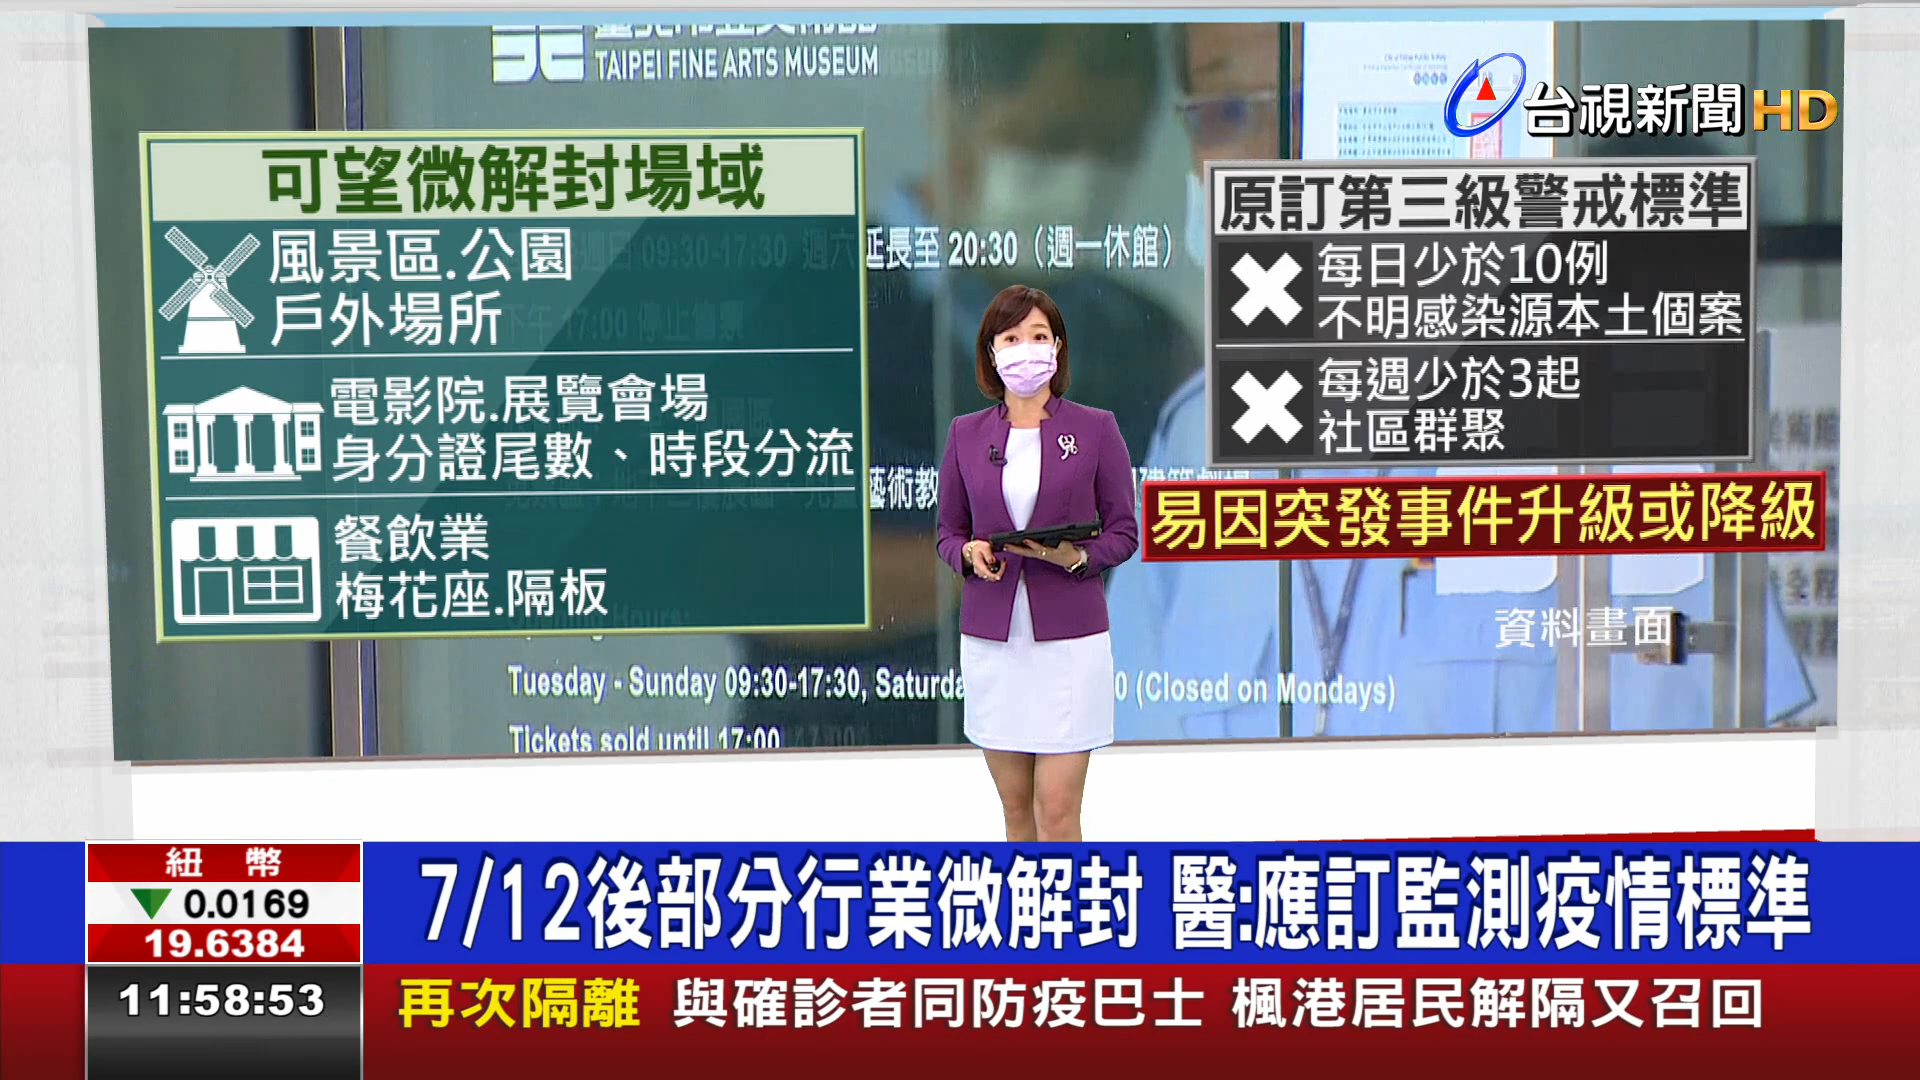 TAIPEI FINE ARTS MUSEUM
台視新聞HD
可望微解封場域
風景區.公園
戶外場所
電影院.展覽會場
身分證尾數、時段分流
餐飲業
梅花座.隔板
原訂第三級警戒標準
每日少於10例
不明感染源本土個案
每週少於3起
社區群聚
易因突發事件升級或降級
延長至 20:30（週一休館）
資料畫面
Tuesday - Sunday 09:30-17:30, 0 (Closed on Mondays)
Tickets sold until 17:00
紐 幣
0.0169
19.6384
11:58:53
7/12後部分行業微解封 醫:應訂監測疫情標準
再次隔離 與確診者同防疫巴士 楓港居民解隔又召回